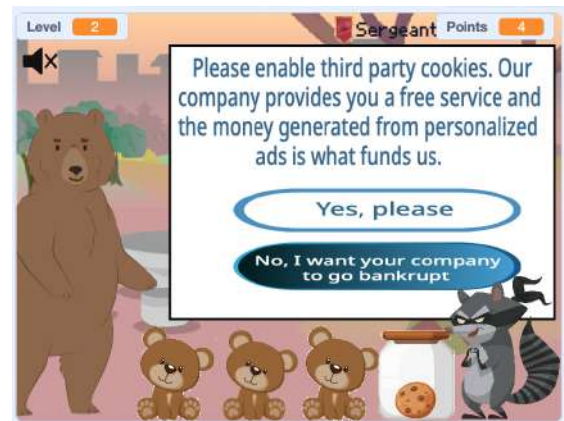 Level 2
Sergeant
Points 4
Please enable third party cookies. Our
company provides you a free service and
the money generated from personalized
ads is what funds us.
Yes, please
No, I want your company
to go bankrupt